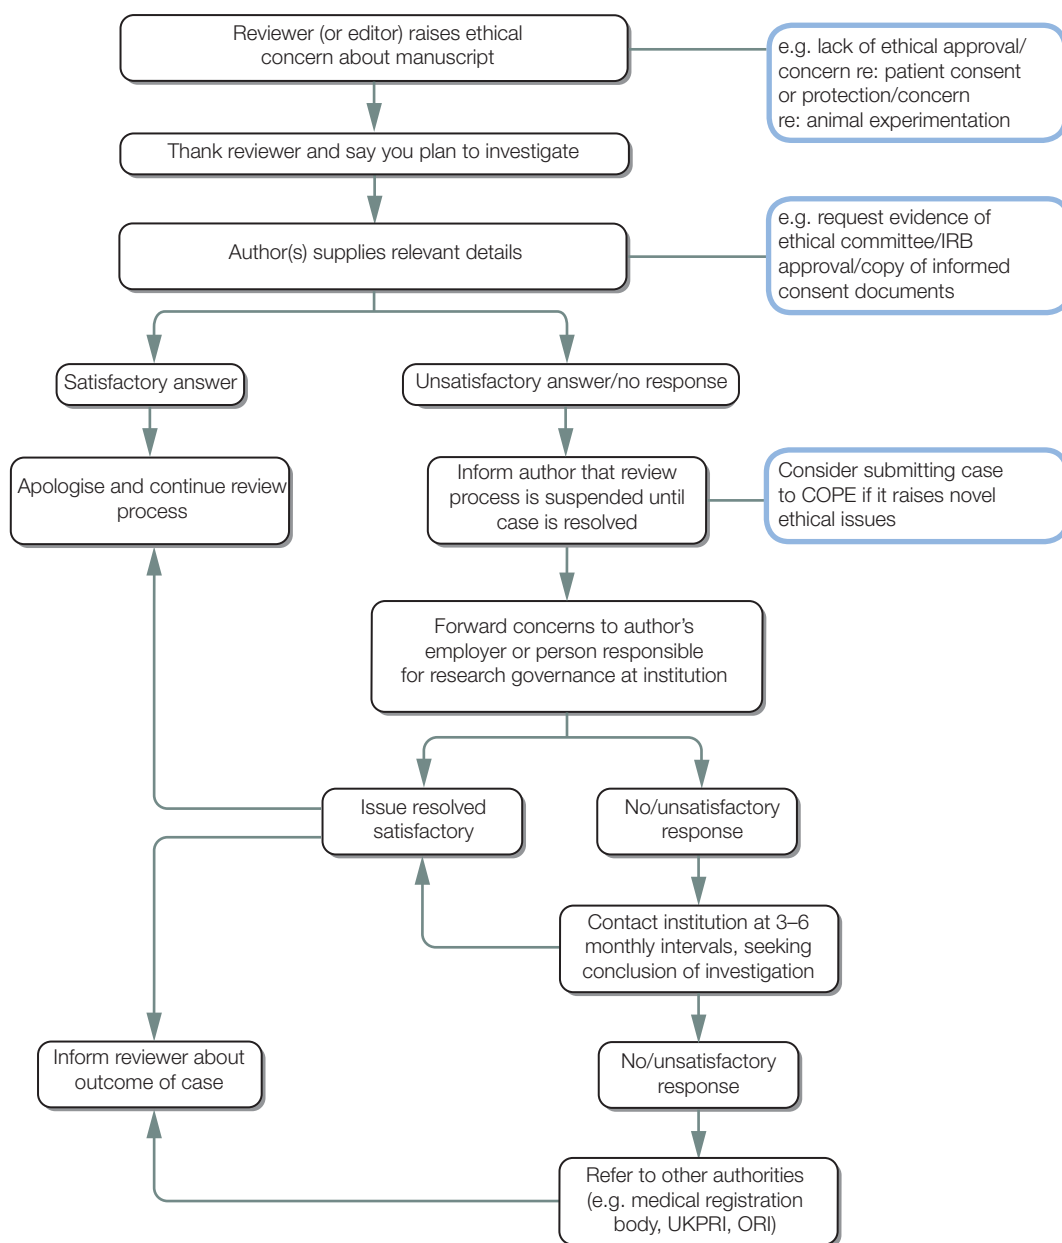 Reviewer (or editor) raises ethical
concern about manuscript
e.g. lack of ethical approval/
concern re: patient consent
or protection/concern
re: animal experimentation
Thank reviewer and say you plan to investigate
Author(s) supplies relevant details
e.g. request evidence of
ethical committee/IRB
approval/copy of informed
consent documents
Satisfactory answer
Unsatisfactory answer/no response
Apologise and continue review
process
Inform author that review
process is suspended until
case is resolved
Consider submitting case
to COPE if it raises novel
ethical issues
Forward concerns to author’s
employer or person responsible
for research governance at institution
Issue resolved
satisfactory
No/unsatisfactory
response
Contact institution at 3–6
monthly intervals, seeking
conclusion of investigation
Inform reviewer about
outcome of case
No/unsatisfactory
response
Refer to other authorities
(e.g. medical registration
body, UKPRI, ORI)